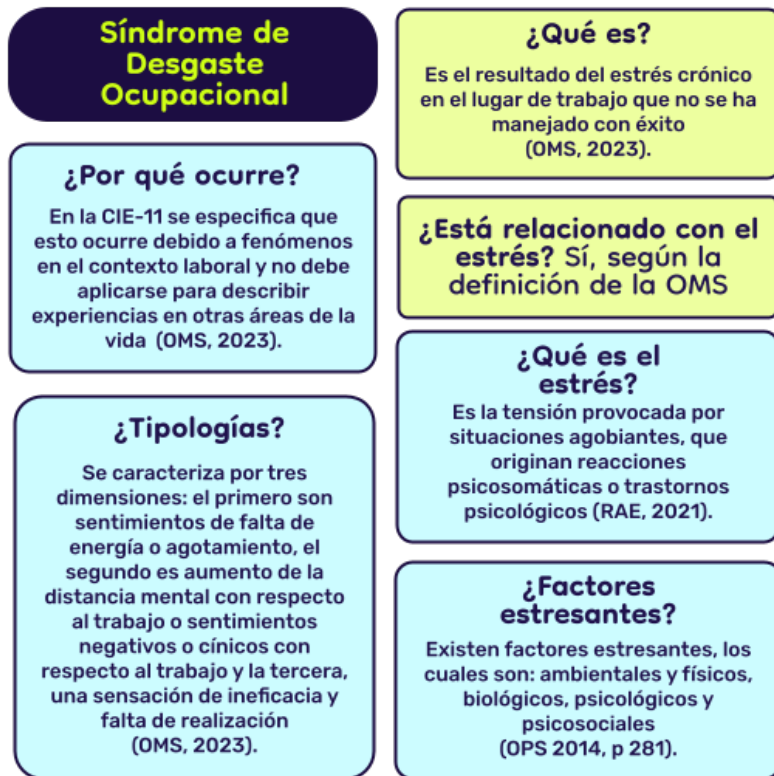 Síndrome de
Desgaste
Ocupacional
¿Qué es?
Es el resultado del estrés crónico
en el lugar de trabajo que no se ha
manejado con éxito
(OMS, 2023).
¿Por qué ocurre?
En la CIE-11 se especifica que
esto ocurre debido a fenómenos
en el contexto laboral y no debe
aplicarse para describir
experiencias en otras áreas de la
vida (OMS, 2023).
¿Está relacionado con el
estrés? Sí, según la
definición de la OMS
¿Qué es el
estrés?
Es la tensión provocada por
situaciones agobiantes, que
originan reacciones
psicosomáticas o trastornos
psicológicos (RAE, 2021).
¿Tipologías?
Se caracteriza por tres
dimensiones: el primero son
sentimientos de falta de
energía o agotamiento, el
segundo es aumento de la
distancia mental con respecto
al trabajo o sentimientos
negativos o cínicos con
respecto al trabajo y la tercera,
una sensación de ineficacia y
falta de realización
(OMS, 2023).
¿Factores
estresantes?
Existen factores estresantes, los
cuales son: ambientales y físicos,
biológicos, psicológicos y
psicosociales
(OPS 2014, p 281).